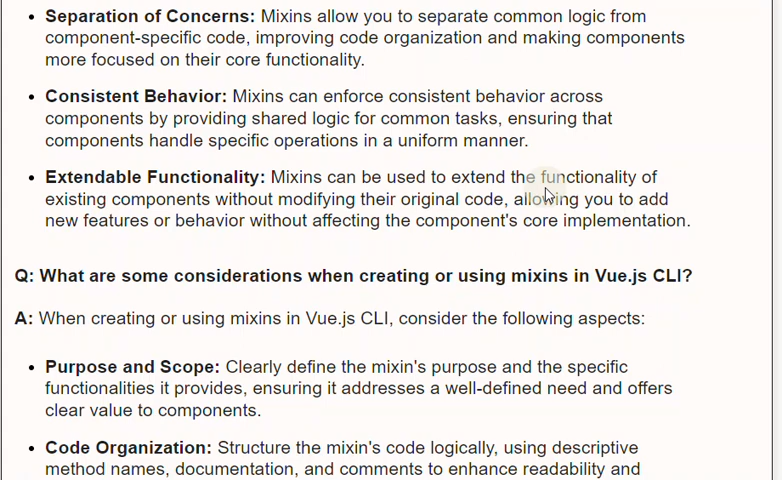 • Separation of Concerns: Mixins allow you to separate common logic from
component-specific code, improving code organization and making components
more focused on their core functionality.
• Consistent Behavior: Mixins can enforce consistent behavior across
components by providing shared logic for common tasks, ensuring that
components handle specific operations in a uniform manner.
• Extendable Functionality: Mixins can be used to extend the functionality of
existing components without modifying their original code, allowing you to add
new features or behavior without affecting the component's core implementation.
Q: What are some considerations when creating or using mixins in Vue.js CLI?
A: When creating or using mixins in Vue.js CLI, consider the following aspects:
• Purpose and Scope: Clearly define the mixin's purpose and the specific
functionalities it provides, ensuring it addresses a well-defined need and offers
clear value to components.
• Code Organization: Structure the mixin's code logically, using descriptive
method names, documentation, and comments to enhance readability and